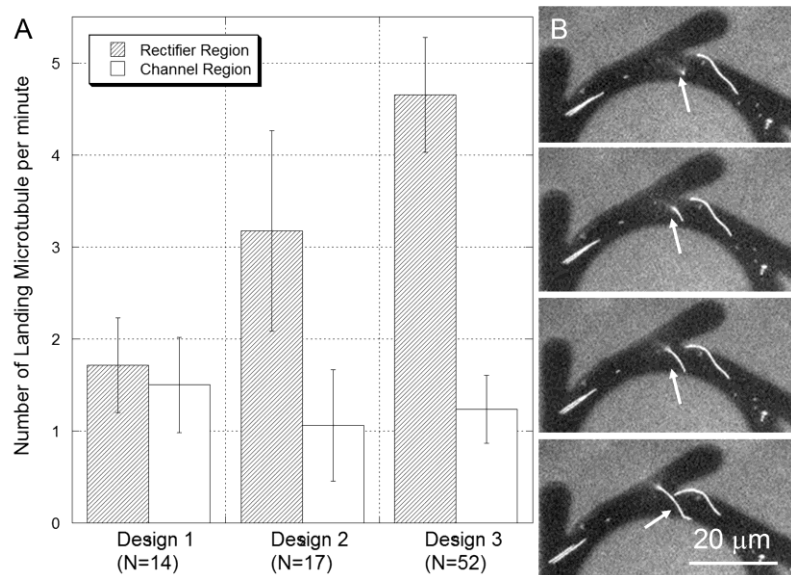 A
B
Number of Landing Microtubule per minute
5
4
3
2
1
0
Rectifier Region
Channel Region
Design 1
(N=14)
Design 2
(N=17)
Design 3
(N=52)
20 μm